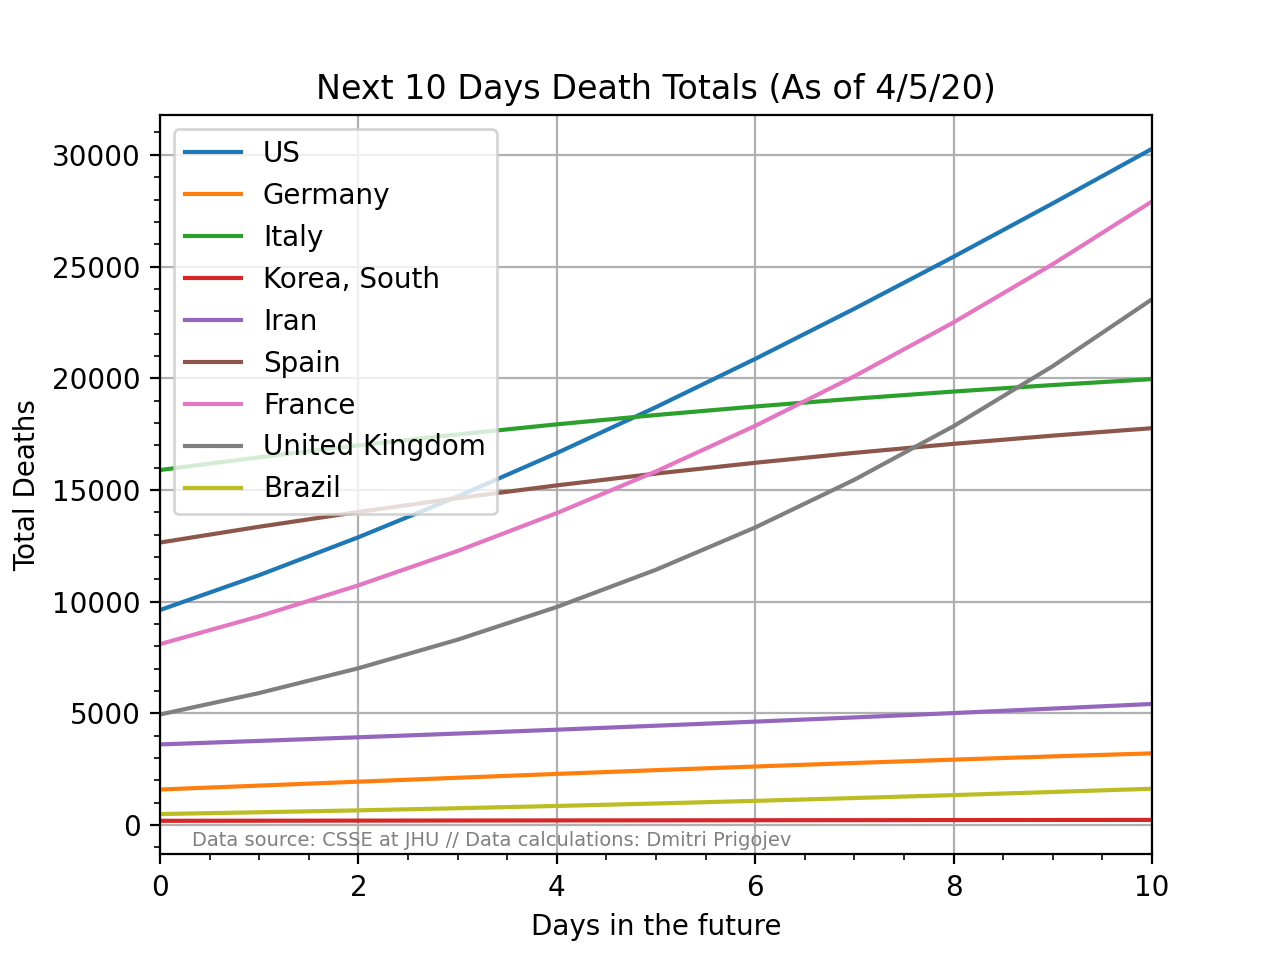 Next 10 Days Death Totals (As of 4/5/20)
30000
25000
20000
15000
10000
5000
0
Total Deaths
US
Germany
Italy
Korea, South
Iran
Spain
France
United Kingdom
Brazil
Data source: CSSE at JHU // Data calculations: Dmitri Prigojev
0 2 4 6 8 10
Days in the future